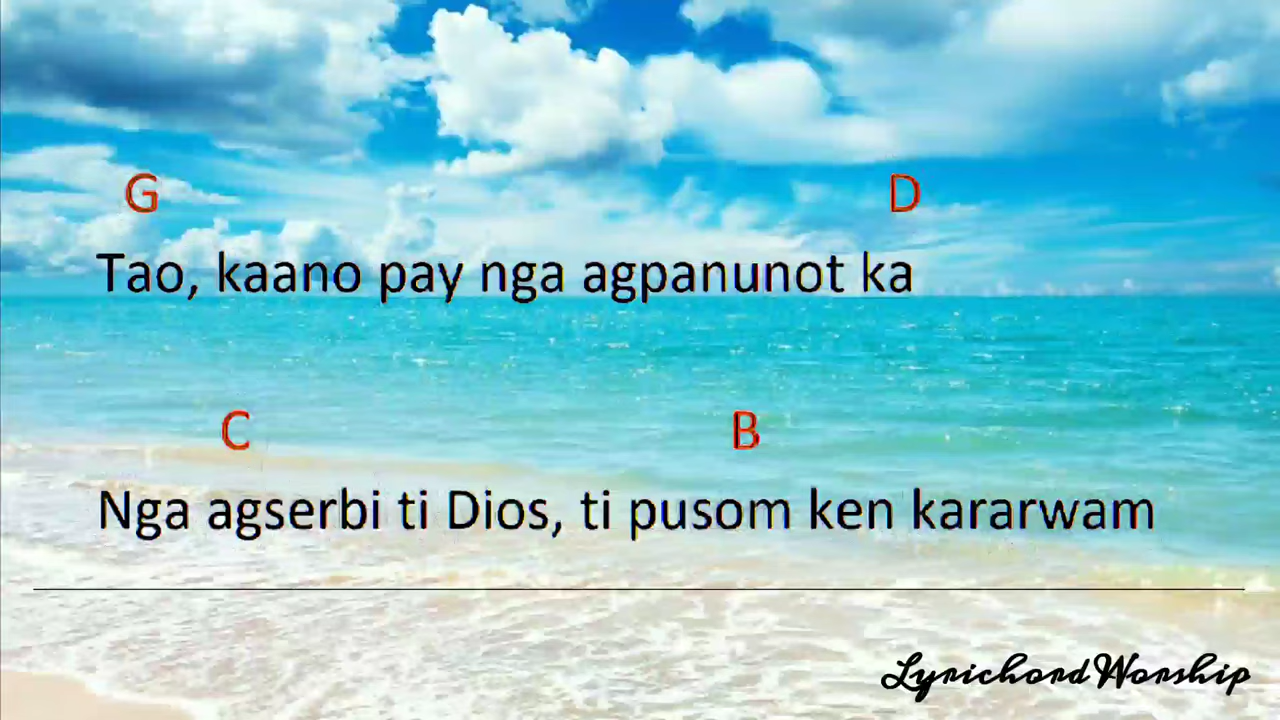 G D
Tao, kaano pay nga agpanunot ka
C B
Nga agserbi ti Dios, ti pusom ken kararwam
LyrichordWorship